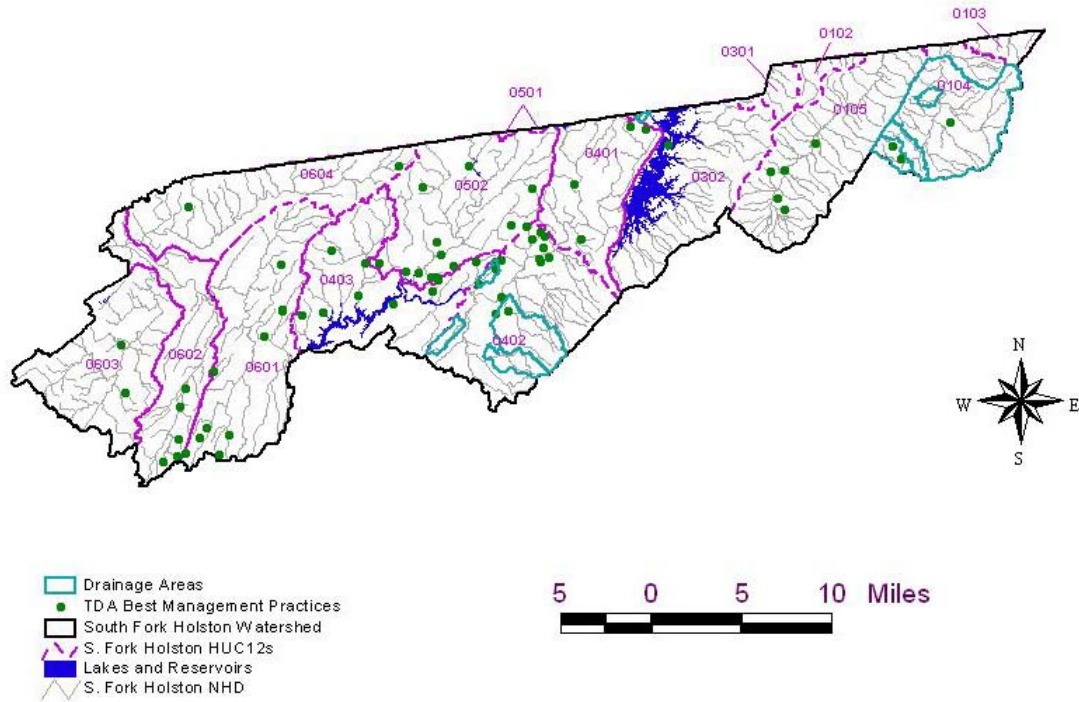 0103
0102
0301
0104
0501
0105
0401
0604
0502
0302
0403
0402
0602
0603
0601
N
W E
S
Drainage Areas
TDA Best Management Practices
South Fork Holston Watershed
S. Fork Holston HUC12s
Lakes and Reservoirs
S. Fork Holston NHD
5 0 5 10 Miles